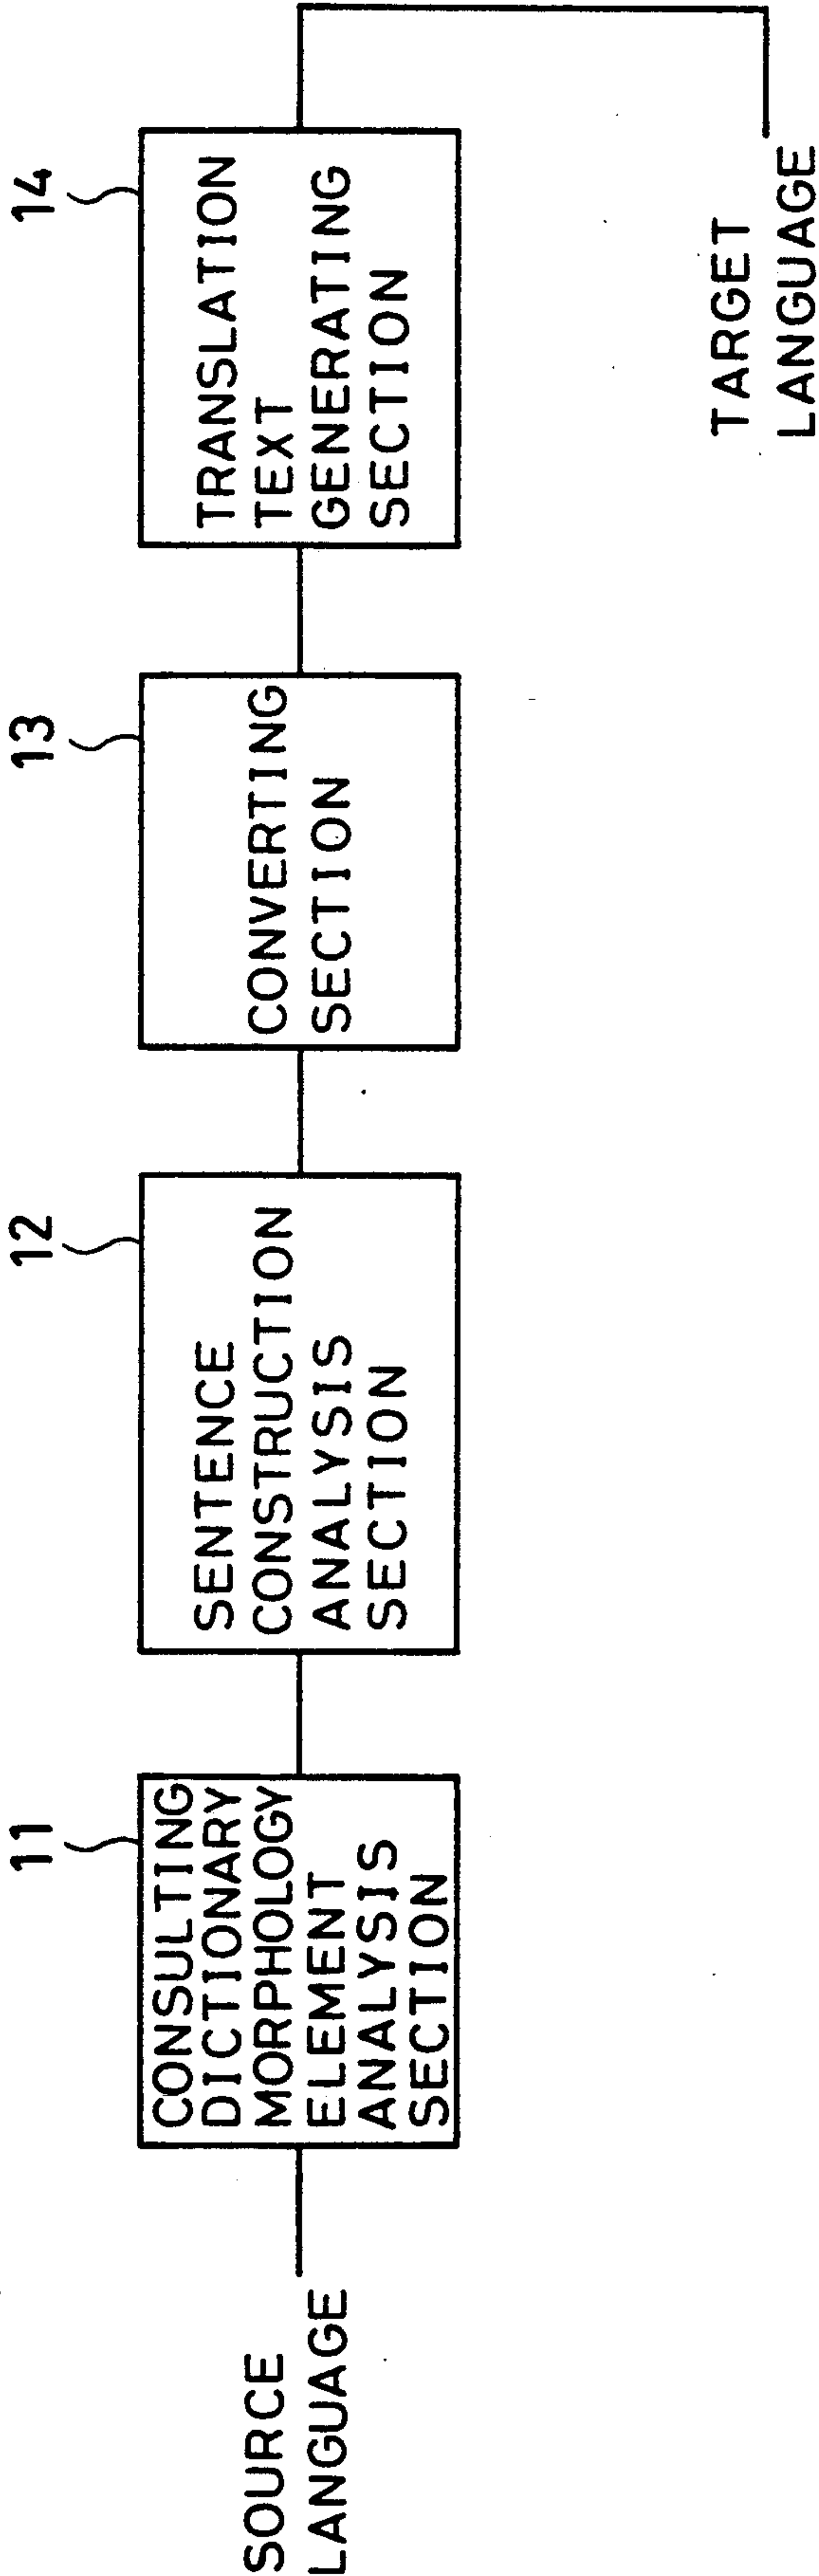 SOURCE
LANGUAGE
11
CONSULTING
DICTIONARY
MORPHOLOGY
ELEMENT
ANALYSIS
SECTION
12
SENTENCE
CONSTRUCTION
ANALYSIS
SECTION
13
CONVERTING
SECTION
14
TRANSLATION
TEXT
GENERATING
SECTION
TARGET
LANGUAGE